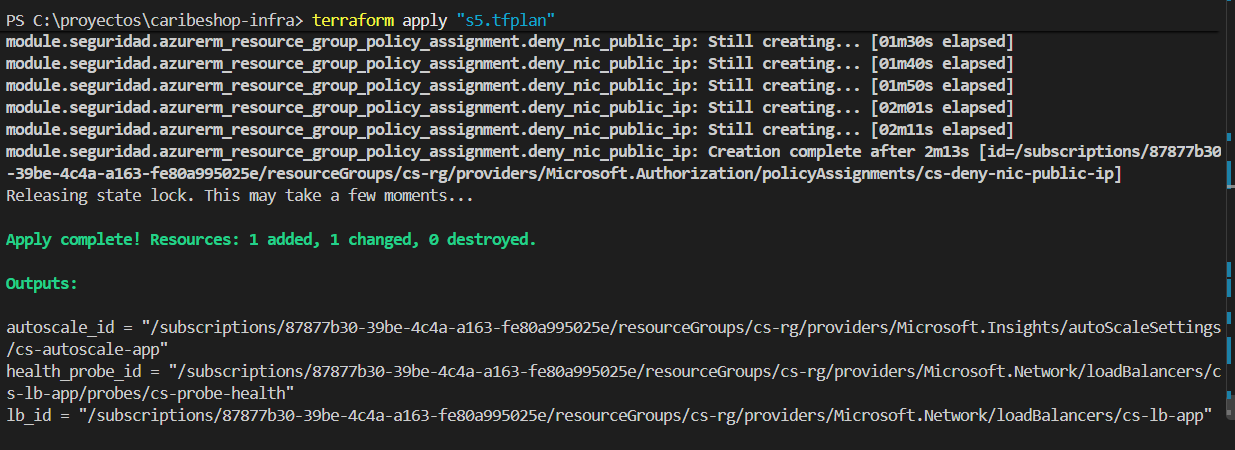 PS C:\proyectos\caribeshop-infra> terraform apply "s5.tfplan"
module.seguridad.azurerm_resource_group_policy_assignment.deny_nic_public_ip: Still creating... [01m30s elapsed]
module.seguridad.azurerm_resource_group_policy_assignment.deny_nic_public_ip: Still creating... [01m40s elapsed]
module.seguridad.azurerm_resource_group_policy_assignment.deny_nic_public_ip: Still creating... [01m50s elapsed]
module.seguridad.azurerm_resource_group_policy_assignment.deny_nic_public_ip: Still creating... [02m01s elapsed]
module.seguridad.azurerm_resource_group_policy_assignment.deny_nic_public_ip: Still creating... [02m11s elapsed]
module.seguridad.azurerm_resource_group_policy_assignment.deny_nic_public_ip: Creation complete after 2m13s [id=/subscriptions/87877b30
-39be-4c4a-a163-fe80a995025e/resourceGroups/cs-rg/providers/Microsoft.Authorization/policyAssignments/cs-deny-nic-public-ip]
Releasing state lock. This may take a few moments...
Apply complete! Resources: 1 added, 1 changed, 0 destroyed.
Outputs:
autoscale_id = "/subscriptions/87877b30-39be-4c4a-a163-fe80a995025e/resourceGroups/cs-rg/providers/Microsoft.Insights/autoScaleSettings
/cs-autoscale-app"
health_probe_id = "/subscriptions/87877b30-39be-4c4a-a163-fe80a995025e/resourceGroups/cs-rg/providers/Microsoft.Network/loadBalancers/c
s-lb-app/probes/cs-probe-health"
lb_id = "/subscriptions/87877b30-39be-4c4a-a163-fe80a995025e/resourceGroups/cs-rg/providers/Microsoft.Network/loadBalancers/cs-lb-app"